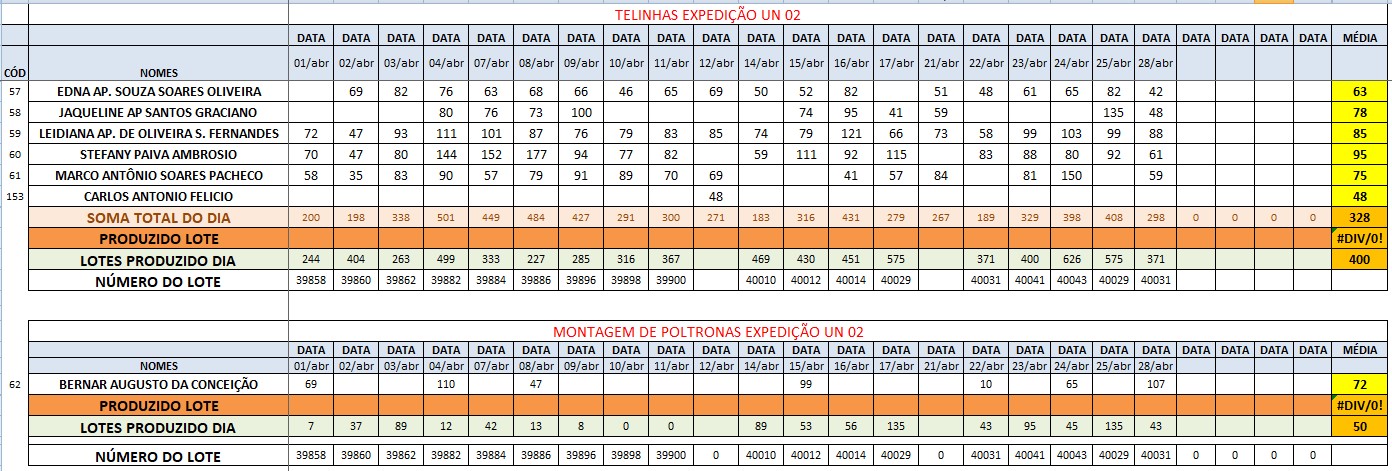 TELINHAS EXPEDIÇÃO UN 02
DATA DATA DATA DATA DATA DATA DATA DATA DATA DATA DATA DATA DATA DATA DATA DATA DATA DATA DATA DATA DATA DATA DATA DATA MÉDIA
CÓD NOMES 01/abr 02/abr 03/abr 04/abr 07/abr 08/abr 09/abr 10/abr 11/abr 12/abr 14/abr 15/abr 16/abr 17/abr 21/abr 22/abr 23/abr 24/abr 25/abr 28/abr
57 EDNA AP. SOUZA SOARES OLIVEIRA 69 82 76 63 68 66 46 65 69 50 52 82 51 48 61 65 82 42 63
58 JAQUELINE AP SANTOS GRACIANO 80 76 73 100 74 95 41 59 135 48 78
59 LEIDIANA AP. DE OLIVEIRA S. FERNANDES 72 47 93 111 101 87 76 79 83 85 74 79 121 66 73 58 99 103 99 88 85
60 STEFANY PAIVA AMBROSIO 70 47 80 144 152 177 94 77 82 59 111 92 115 83 88 80 92 61 95
61 MARCO ANTÔNIO SOARES PACHECO 58 35 83 90 57 79 91 89 70 69 41 57 84 81 150 59 75
153 CARLOS ANTONIO FELICIO 48 48
SOMA TOTAL DO DIA 200 198 338 501 449 484 427 291 300 271 183 316 431 279 267 189 329 398 408 298 0 0 0 0 328
PRODUZIDO LOTE #DIV/0!
LOTES PRODUZIDO DIA 244 404 263 499 333 227 285 316 367 469 430 451 575 371 400 626 575 371 400
NÚMERO DO LOTE 39858 39860 39862 39882 39884 39886 39896 39898 39900 40010 40012 40014 40029 40031 40041 40043 40029 40031
MONTAGEM DE POLTRONAS EXPEDIÇÃO UN 02
DATA DATA DATA DATA DATA DATA DATA DATA DATA DATA DATA DATA DATA DATA DATA DATA DATA DATA DATA DATA DATA DATA DATA DATA MÉDIA
NOMES 01/abr 02/abr 03/abr 04/abr 07/abr 08/abr 09/abr 10/abr 11/abr 12/abr 14/abr 15/abr 16/abr 17/abr 21/abr 22/abr 23/abr 24/abr 25/abr 28/abr
62 BERNAR AUGUSTO DA CONCEIÇÃO 69 110 47 99 10 65 107 72
PRODUZIDO LOTE #DIV/0!
LOTES PRODUZIDO DIA 7 37 89 12 42 13 8 0 0 89 53 56 135 43 95 45 135 43 50
NÚMERO DO LOTE 39858 39860 39862 39882 39884 39886 39896 39898 39900 0 40010 40012 40014 40029 0 40031 40041 40043 40029 40031 0 0 0 0